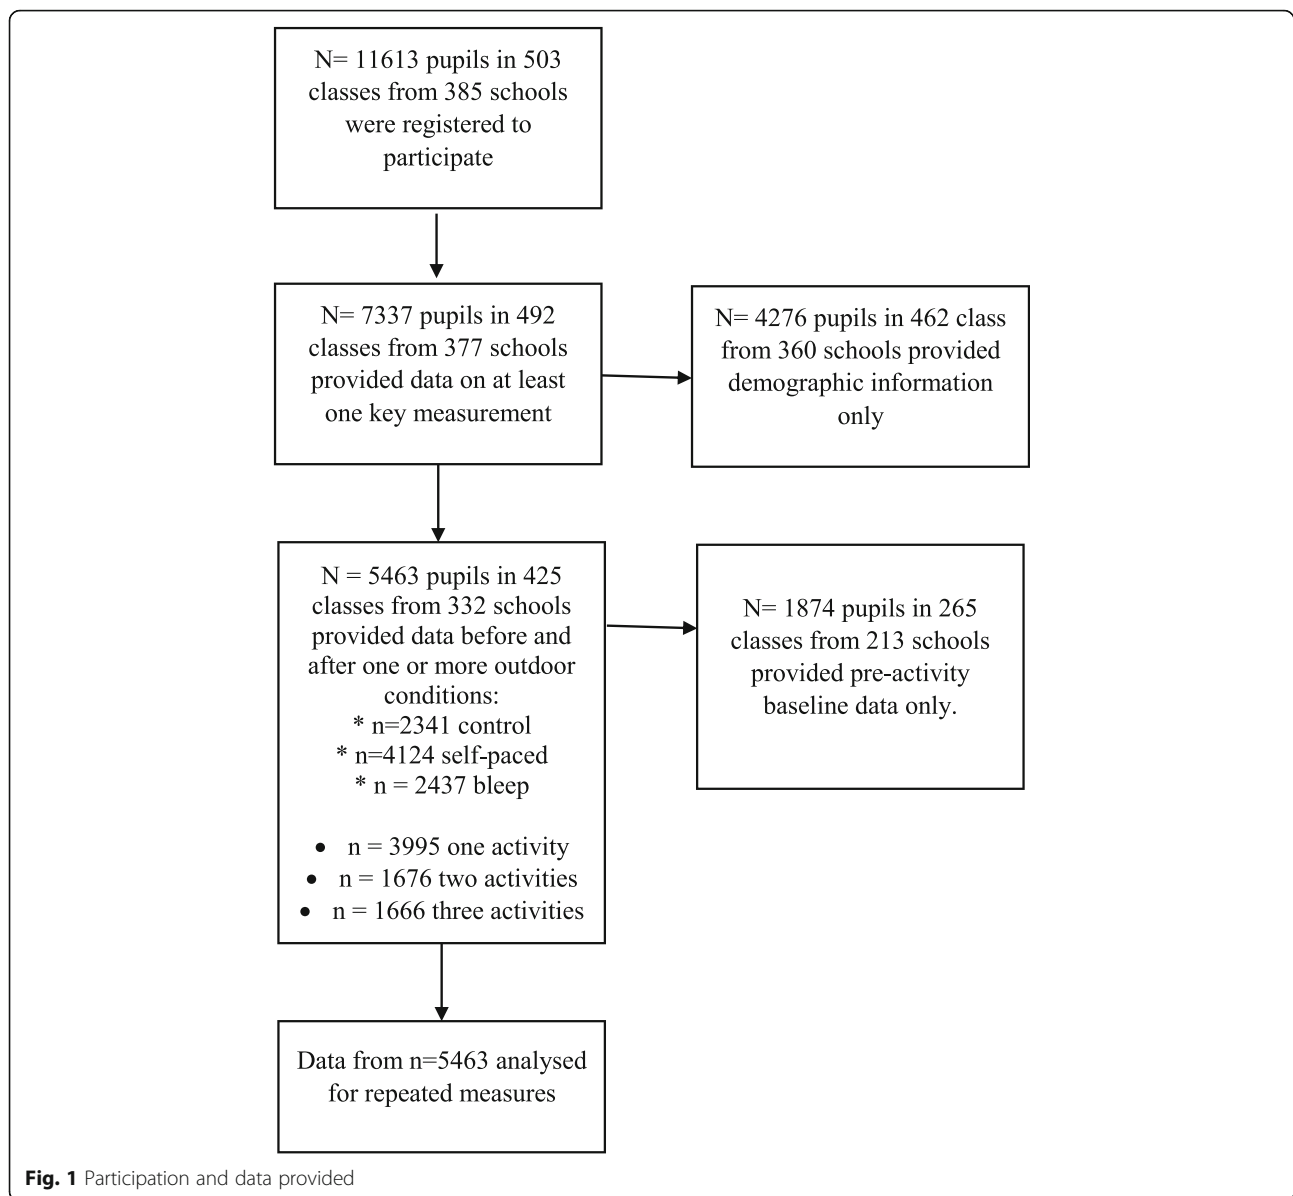 N= 11613 pupils in 503
classes from 385 schools
were registered to
participate
N= 7337 pupils in 492
classes from 377 schools
provided data on at least
one key measurement
N= 4276 pupils in 462 class
from 360 schools provided
demographic information
only
N = 5463 pupils in 425
classes from 332 schools
provided data before and
after one or more outdoor
conditions:
* n=2341 control
* n=4124 self-paced
* n = 2437 bleep
• n = 3995 one activity
• n = 1676 two activities
• n = 1666 three activities
N= 1874 pupils in 265
classes from 213 schools
provided pre-activity
baseline data only.
Data from n=5463 analysed
for repeated measures
Fig. 1 Participation and data provided